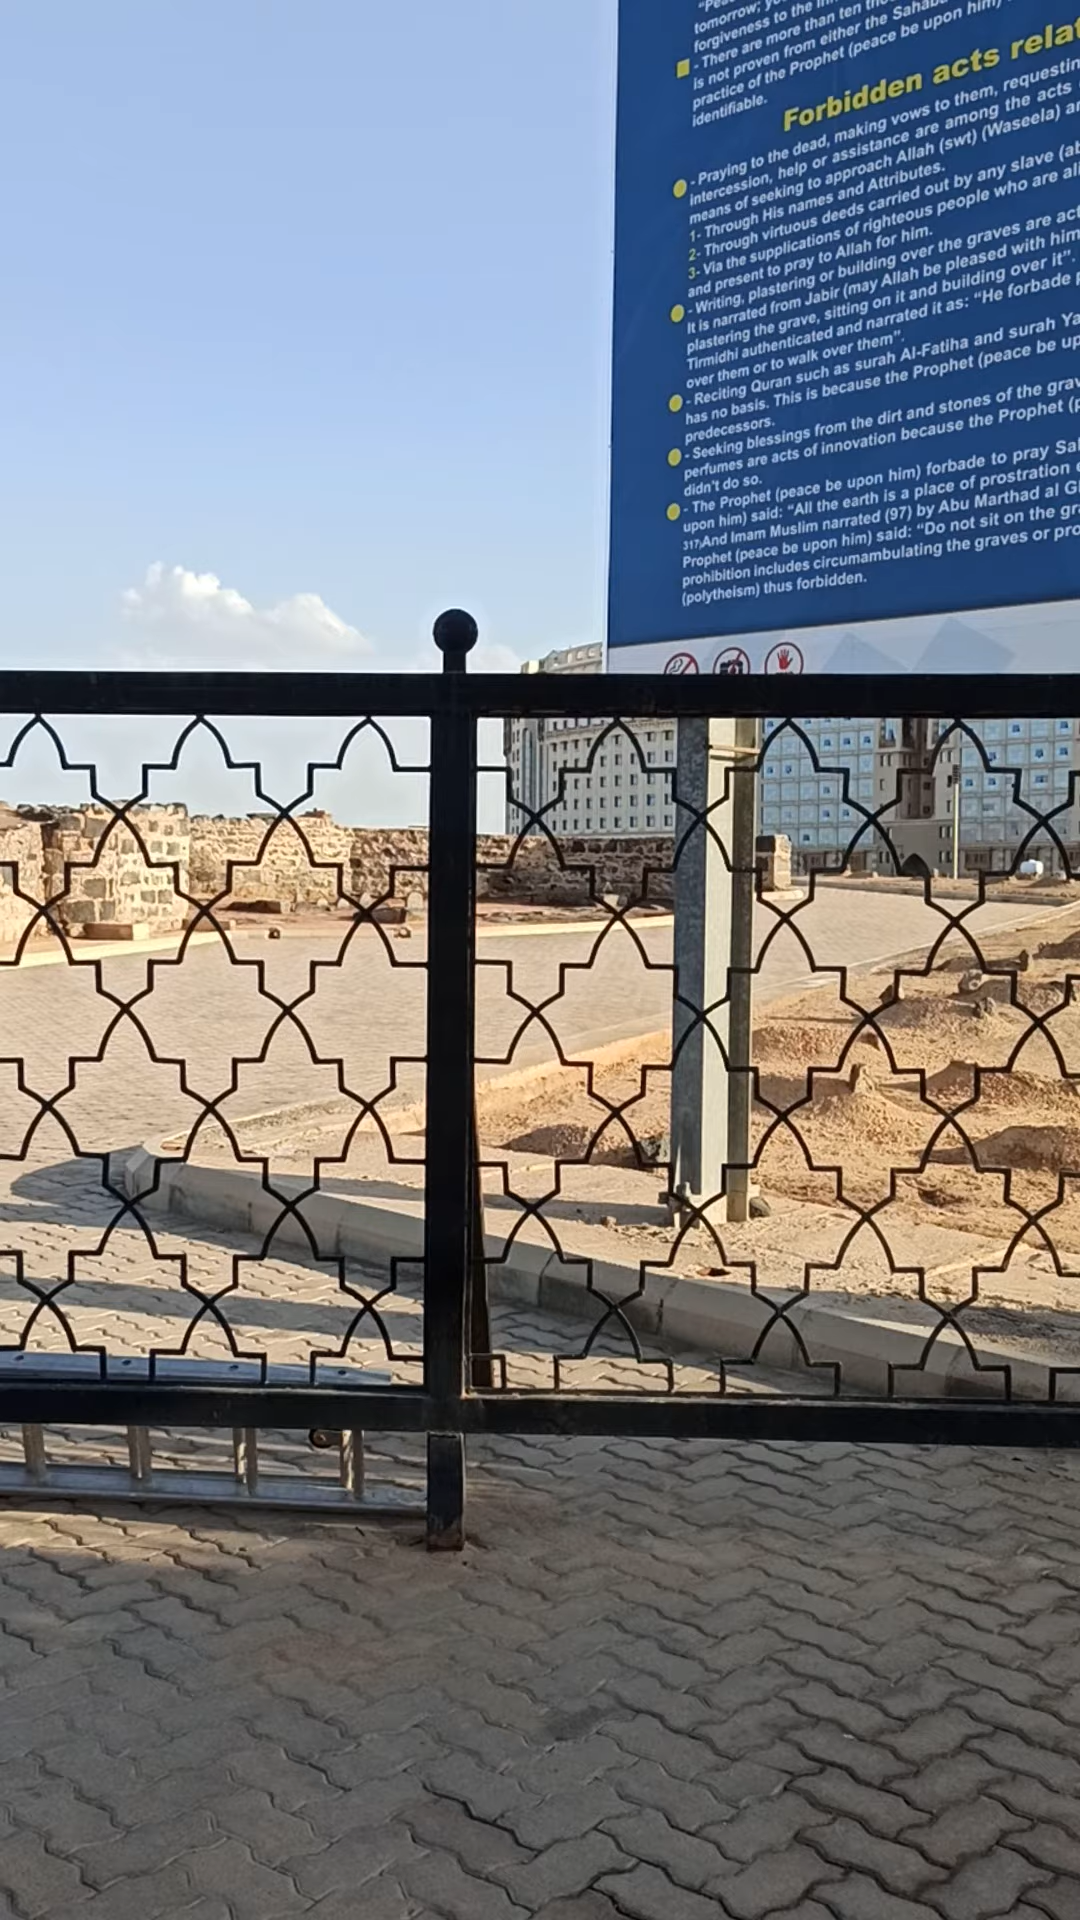 "Peac
tomorrow; yo
forgiveness to the
- There are more than ten
is not proven from either the Sahab
practice of the Prophet (peace be upon him)
identifiable.
Forbidden acts relat
- Praying to the dead, making vows to them, requestin
intercession, help or assistance are among the acts
means of seeking to approach Allah (swt) (Waseela) ar
1- Through His names and Attributes.
2- Through virtuous deeds carried out by any slave (ab
3- Via the supplications of righteous people who are ali
and present to pray to Allah for him.
- Writing, plastering or building over the graves are act
It is narrated from Jabir (may Allah be pleased with him
plastering the grave, sitting on it and building over it".
Tirmidhi authenticated and narrated it as: "He forbade
over them or to walk over them".
- Reciting Quran such as surah Al-Fatiha and surah Ya
has no basis. This is because the Prophet (peace be up
predecessors.
- Seeking blessings from the dirt and stones of the grav
perfumes are acts of innovation because the Prophet (p
didn't do so.
- The Prophet (peace be upon him) forbade to pray Sal
upon him) said: "All the earth is a place of prostration
317)And Imam Muslim narrated (97) by Abu Marthad al Gh
Prophet (peace be upon him) said: "Do not sit on the gr
prohibition includes circumambulating the graves or pro
(polytheism) thus forbidden.